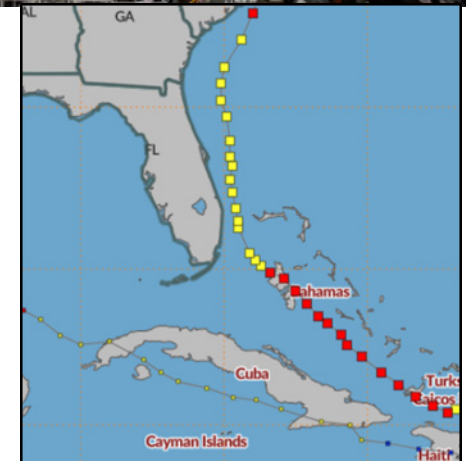 AL
GA
FL
Bahamas
Turks
Caicos
Cuba
Cayman Islands
Haiti